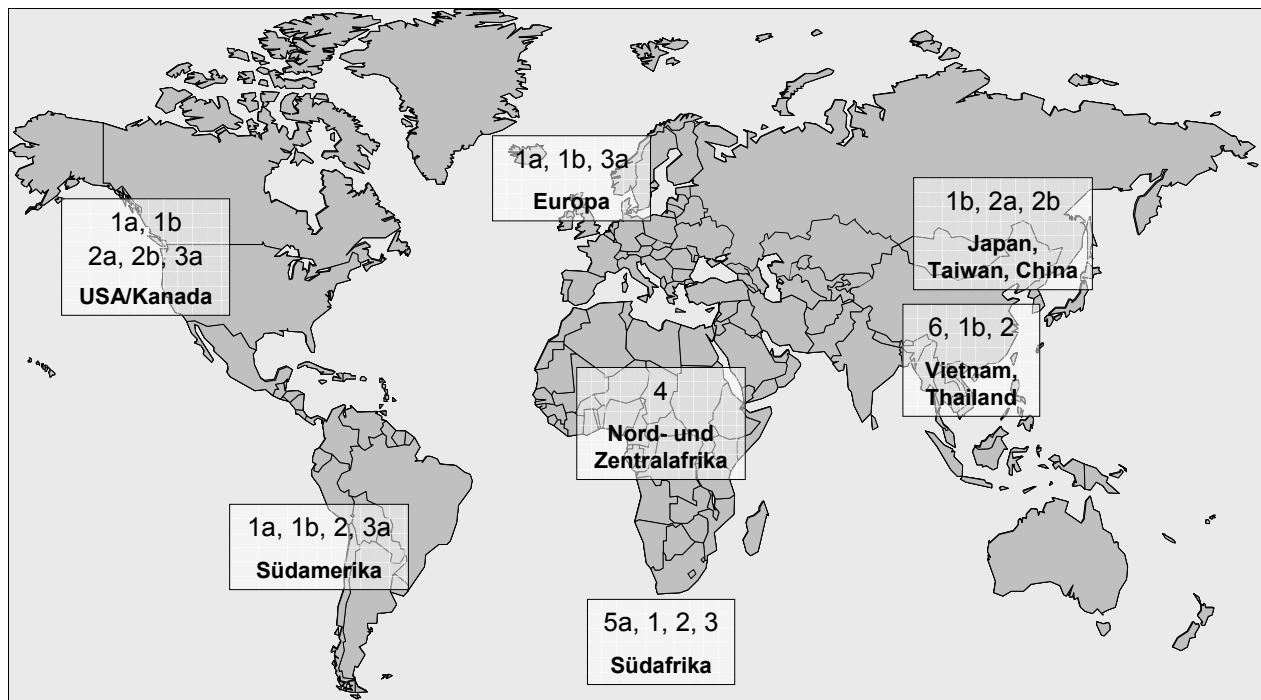 1a, 1b, 3a
Europa
1a, 1b
2a, 2b, 3a
USA/Kanada
1b, 2a, 2b
Japan,
Taiwan, China
6, 1b, 2
Vietnam,
Thailand
4
Nord- und
Zentralafrika
1a, 1b, 2, 3a
Südamerika
5a, 1, 2, 3
Südafrika